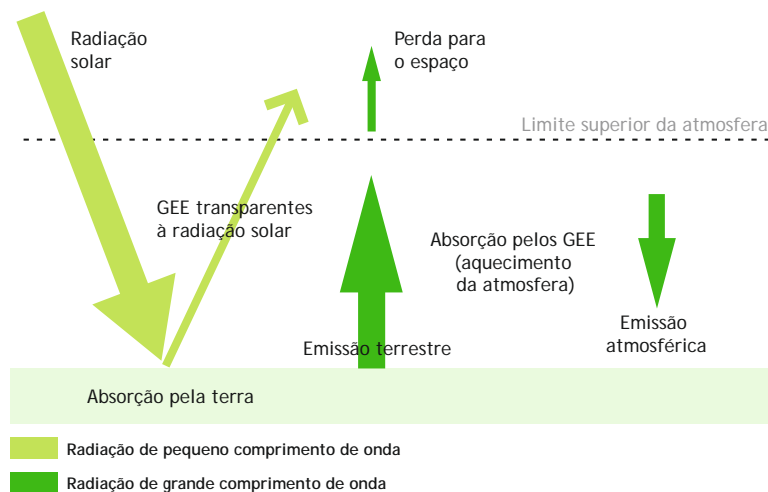 Radiação
solar
Perda para
o espaço
Limite superior da atmosfera
GEE transparentes
à radiação solar
Absorção pelos GEE
(aquecimento
da atmosfera)
Emissão
atmosférica
Emissão terrestre
Absorção pela terra
Radiação de pequeno comprimento de onda
Radiação de grande comprimento de onda